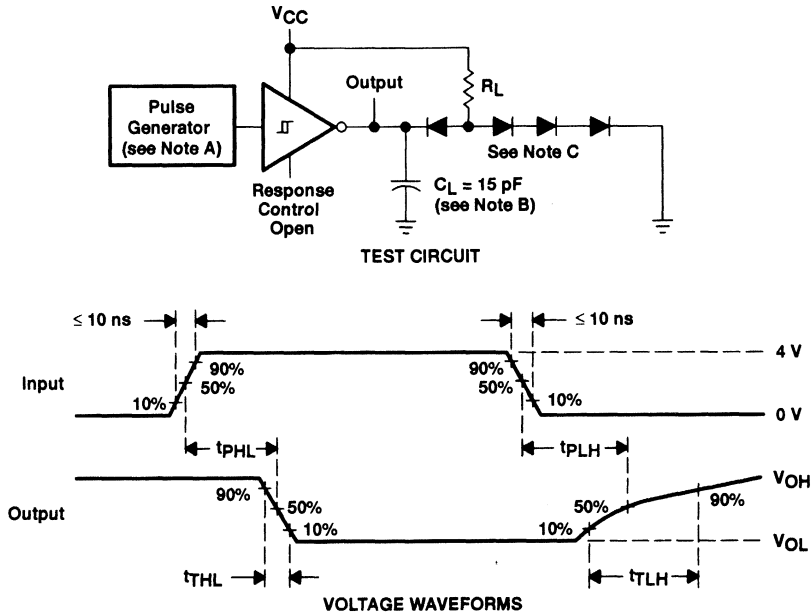 VCC
Output
RL
Pulse
Generator
(see Note A)
See Note C
Response
Control
Open
CL = 15 pF
(see Note B)
TEST CIRCUIT
≤ 10 ns
≤ 10 ns
4 V
90%
90%
Input
50%
50%
10%
10%
0 V
tPHL
tPLH
VOH
90%
50%
50%
90%
Output
10%
10%
VOL
tTHL
tTLH
VOLTAGE WAVEFORMS